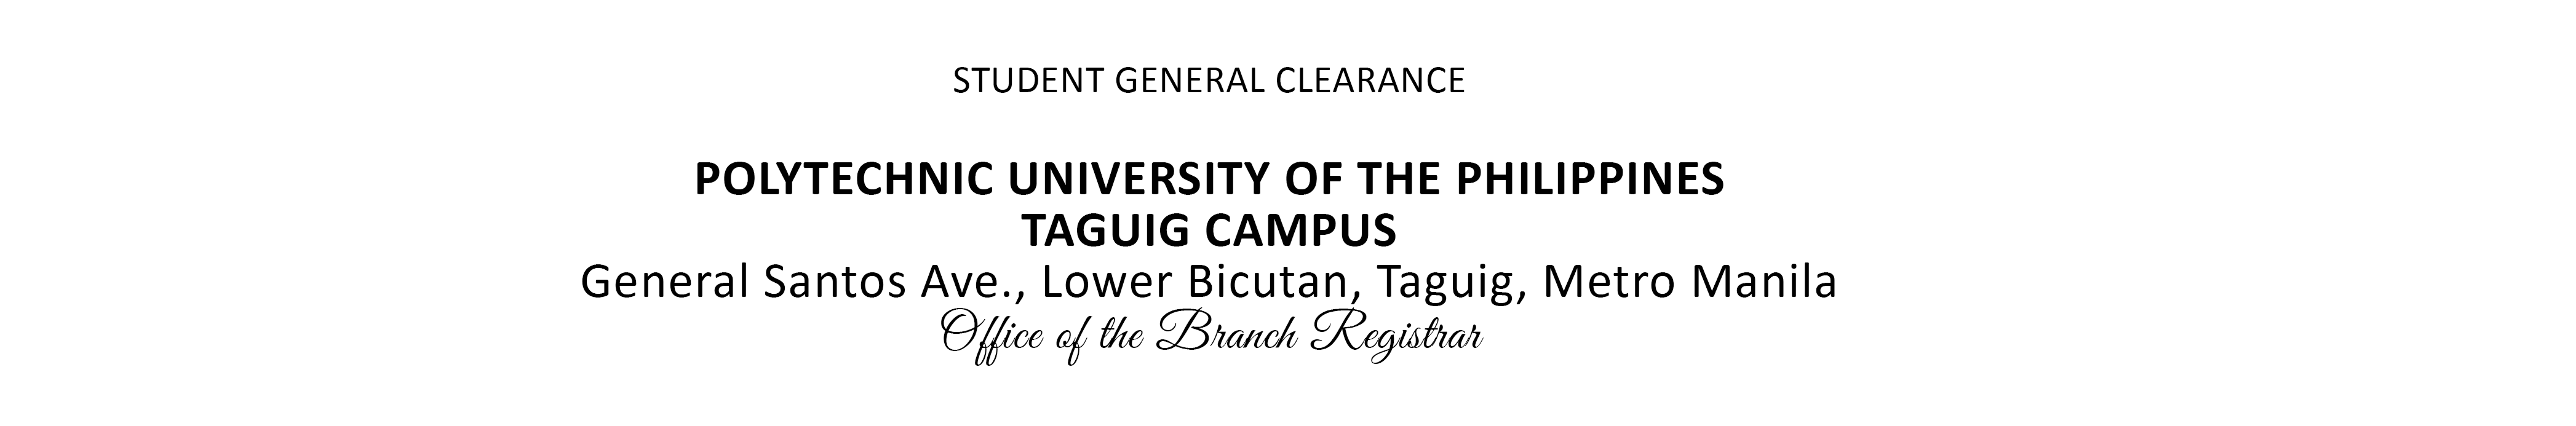 STUDENT GENERAL CLEARANCE
POLYTECHNIC UNIVERSITY OF THE PHILIPPINES
TAGUIG CAMPUS
General Santos Ave., Lower Bicutan, Taguig, Metro Manila
Office of the Branch Registrar